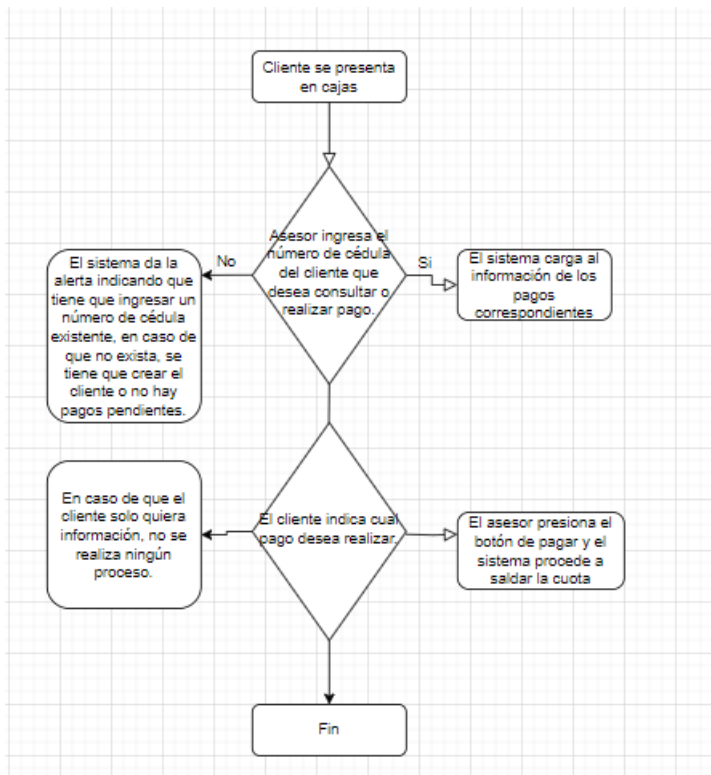 Cliente se presenta
en cajas
Asesor ingresa el
número de cédula
del cliente que
desea consultar o
realizar pago.
No
Si
El sistema da la
alerta indicando que
tiene que ingresar un
número de cédula
existente, en caso de
que no exista, se
tiene que crear el
cliente o no hay
pagos pendientes.
El sistema carga al
información de los
pagos
correspondientes
En caso de que el
cliente solo quiera
información, no se
realiza ningún
proceso.
El cliente indica cual
pago desea realizar.
El asesor presiona el
botón de pagar y el
sistema procede a
saldar la cuota
Fin